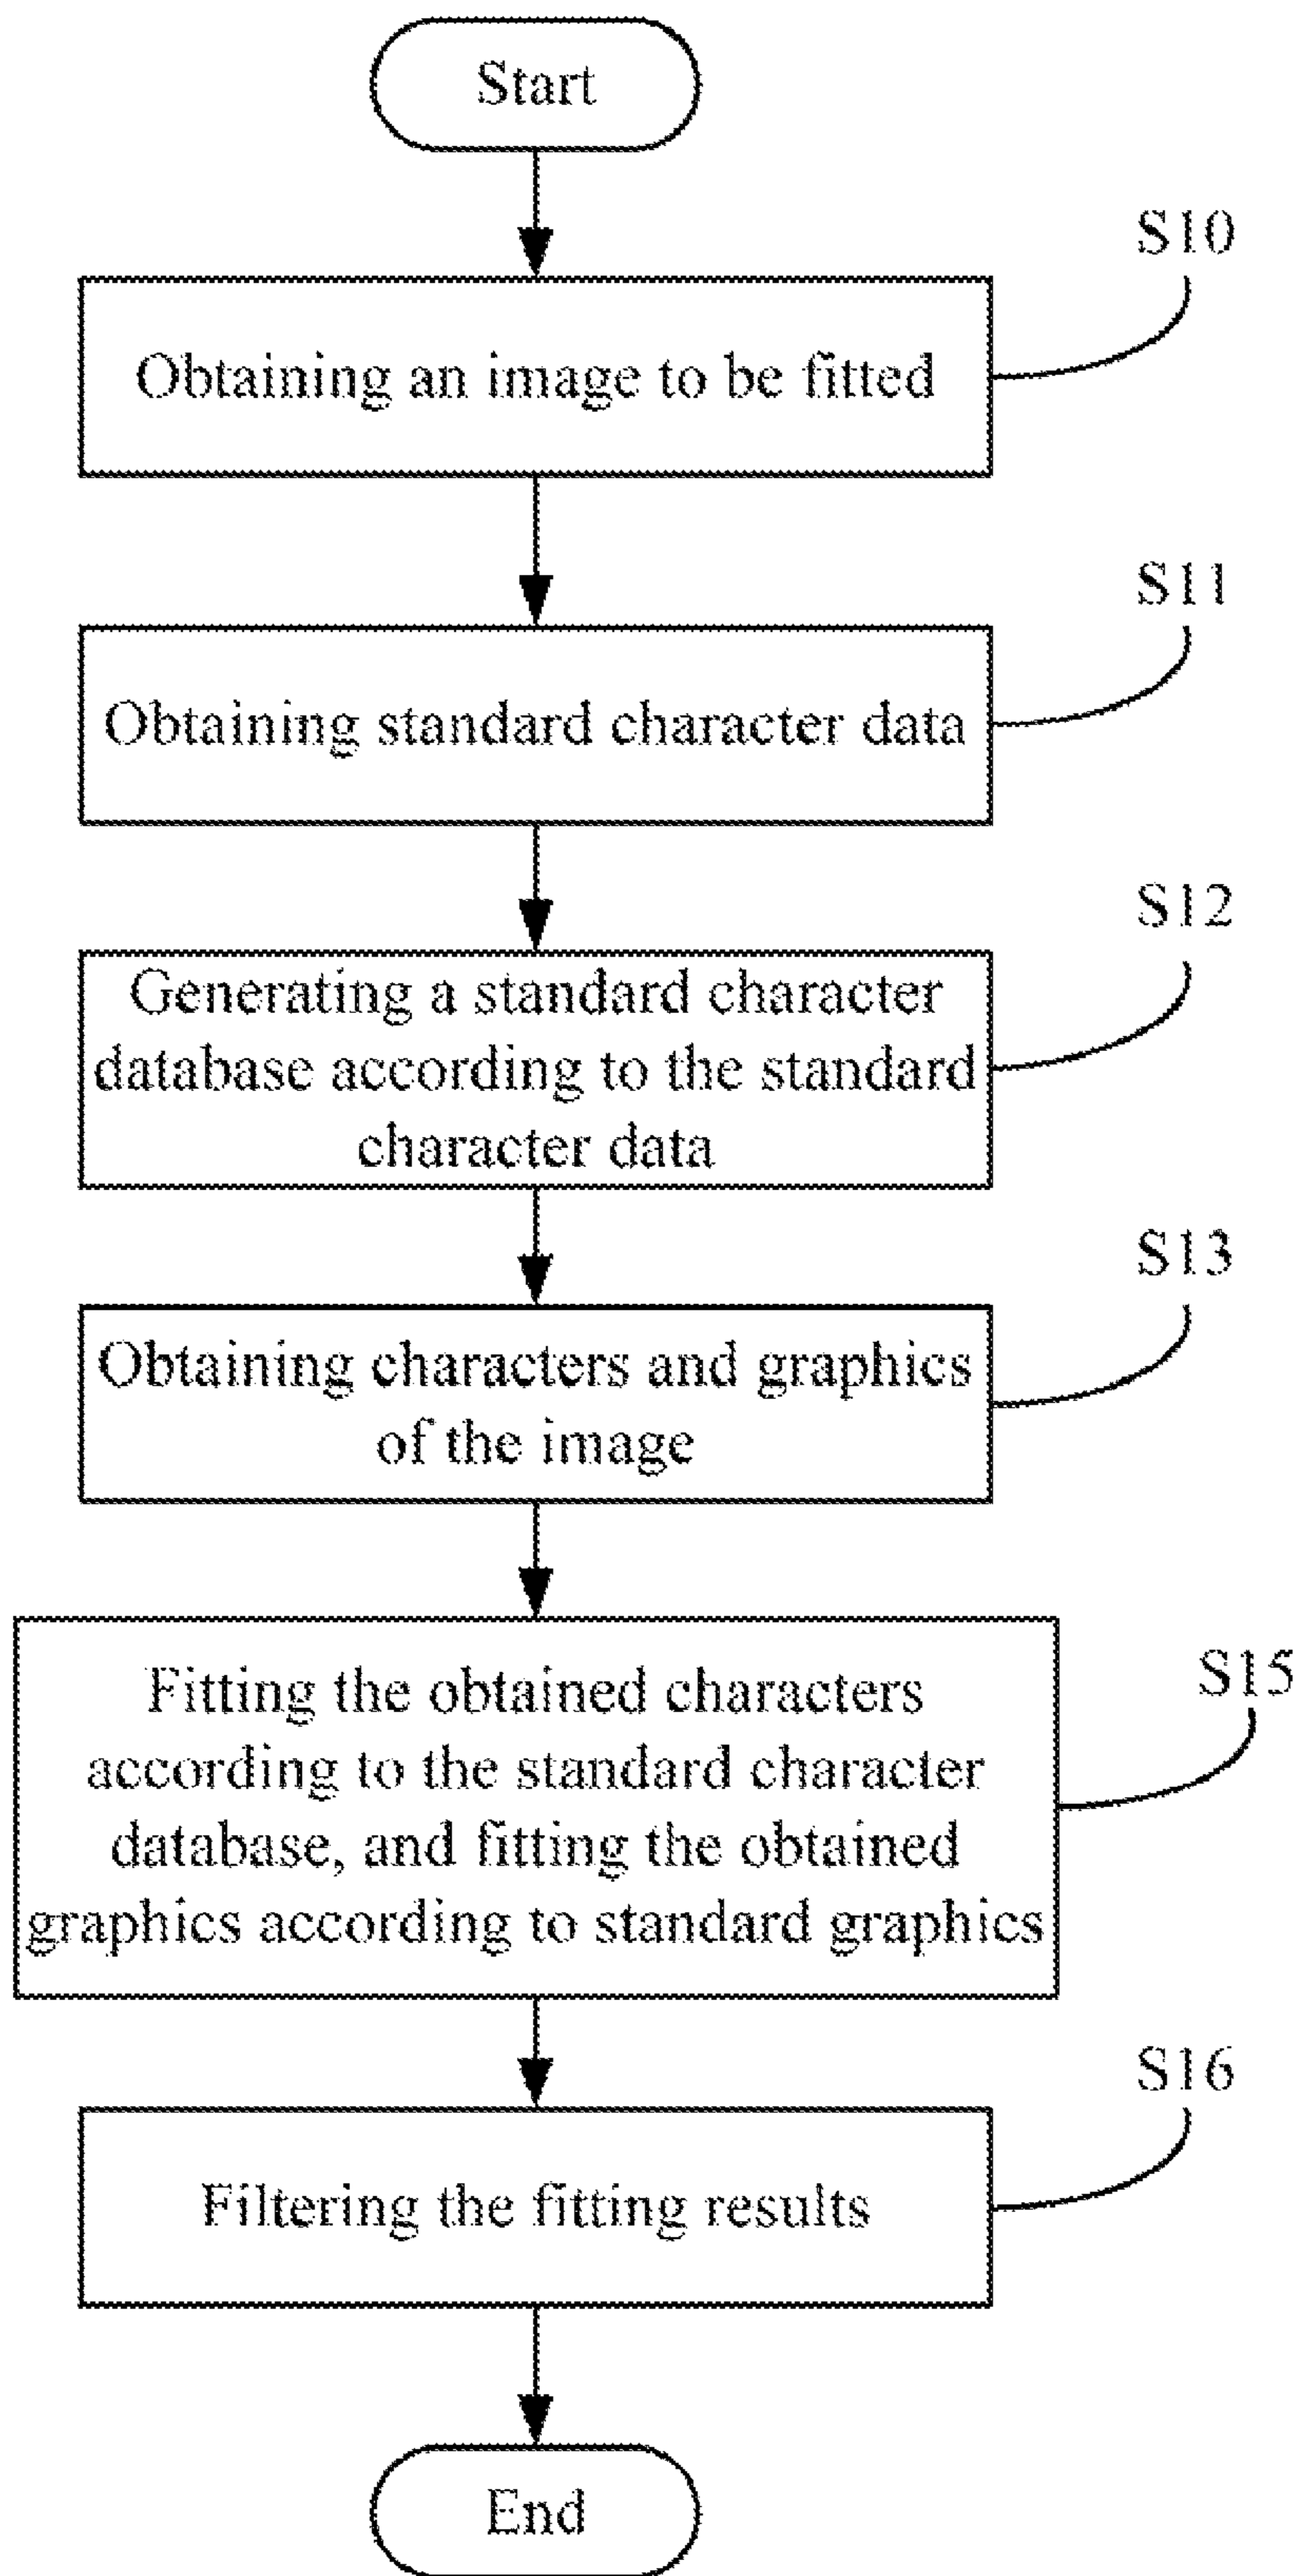 Start
S10
Obtaining an image to be fitted
S11
Obtaining standard character data
S12
Generating a standard character
database according to the standard
character data
S13
Obtaining characters and graphics
of the image
S15
Fitting the obtained characters
according to the standard character
database, and fitting the obtained
graphics according to standard graphics
S16
Filtering the fitting results
End